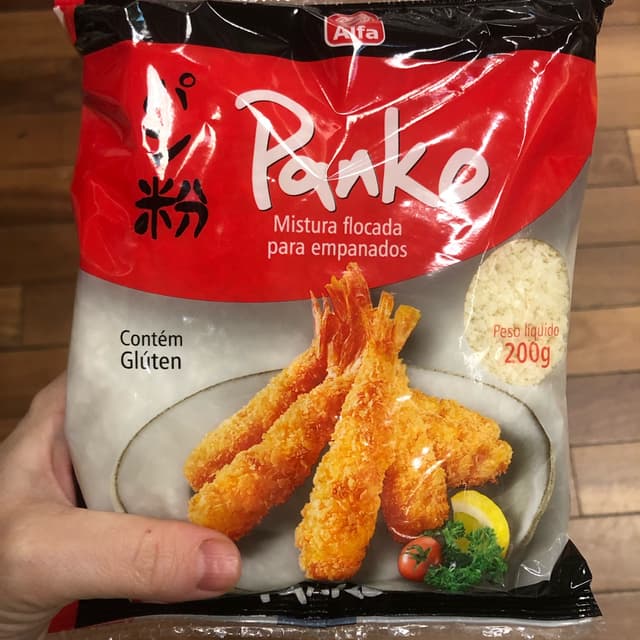 Alfa
パン粉
Panko
Mistura flocada
para empanados
Contém
Glúten
Peso líquido
200g